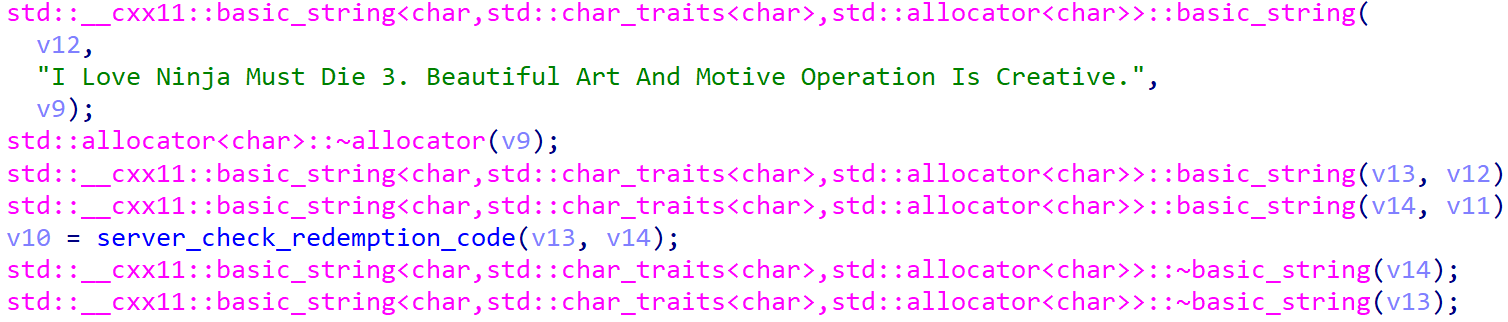 std::__cxx11::basic_string<char,std::char_traits<char>,std::allocator<char>>::basic_string(
v12,
"I Love Ninja Must Die 3. Beautiful Art And Motive Operation Is Creative.",
v9);
std::allocator<char>::~allocator(v9);
std::__cxx11::basic_string<char,std::char_traits<char>,std::allocator<char>>::basic_string(v13, v12)
std::__cxx11::basic_string<char,std::char_traits<char>,std::allocator<char>>::basic_string(v14, v11)
v10 = server_check_redemption_code(v13, v14);
std::__cxx11::basic_string<char,std::char_traits<char>,std::allocator<char>>::~basic_string(v14);
std::__cxx11::basic_string<char,std::char_traits<char>,std::allocator<char>>::~basic_string(v13);